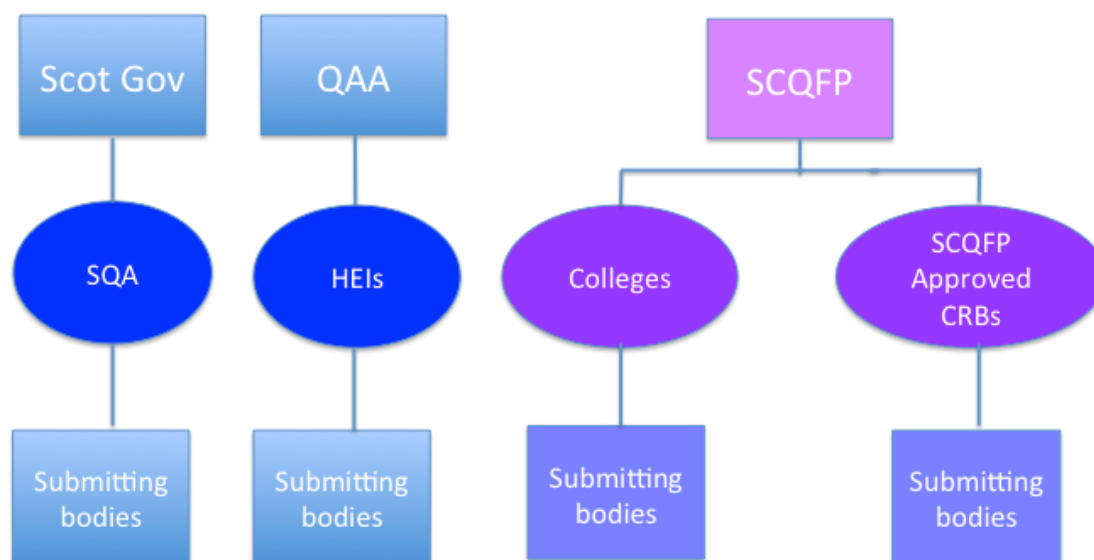 Scot Gov
QAA
SCQFP
SQA
HEIs
Colleges
SCQFP
Approved
CRBs
Submitting
bodies
Submitting
bodies
Submitting
bodies
Submitting
bodies